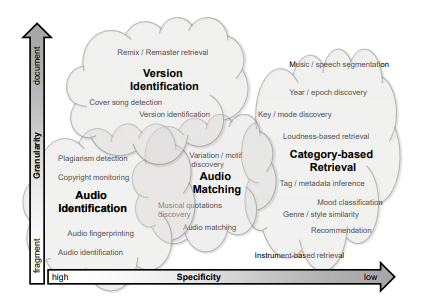 document
Granularity
fragment
Remix / Remaster retrieval
Version
Identification
Cover song detection
Version identification
Music / speech segmentation
Year / epoch discovery
Key / mode discovery
Loudness-based retrieval
Category-based
Retrieval
Tag / metadata inference
Mood classification
Genre / style similarity
Recommendation
Instrument-based retrieval
Plagiarism detection
Copyright monitoring
Audio
Identification
Audio fingerprinting
Audio identification
Variation / motif
discovery
Audio
Matching
Musical quotations
discovery
Audio matching
high
Specificity
low